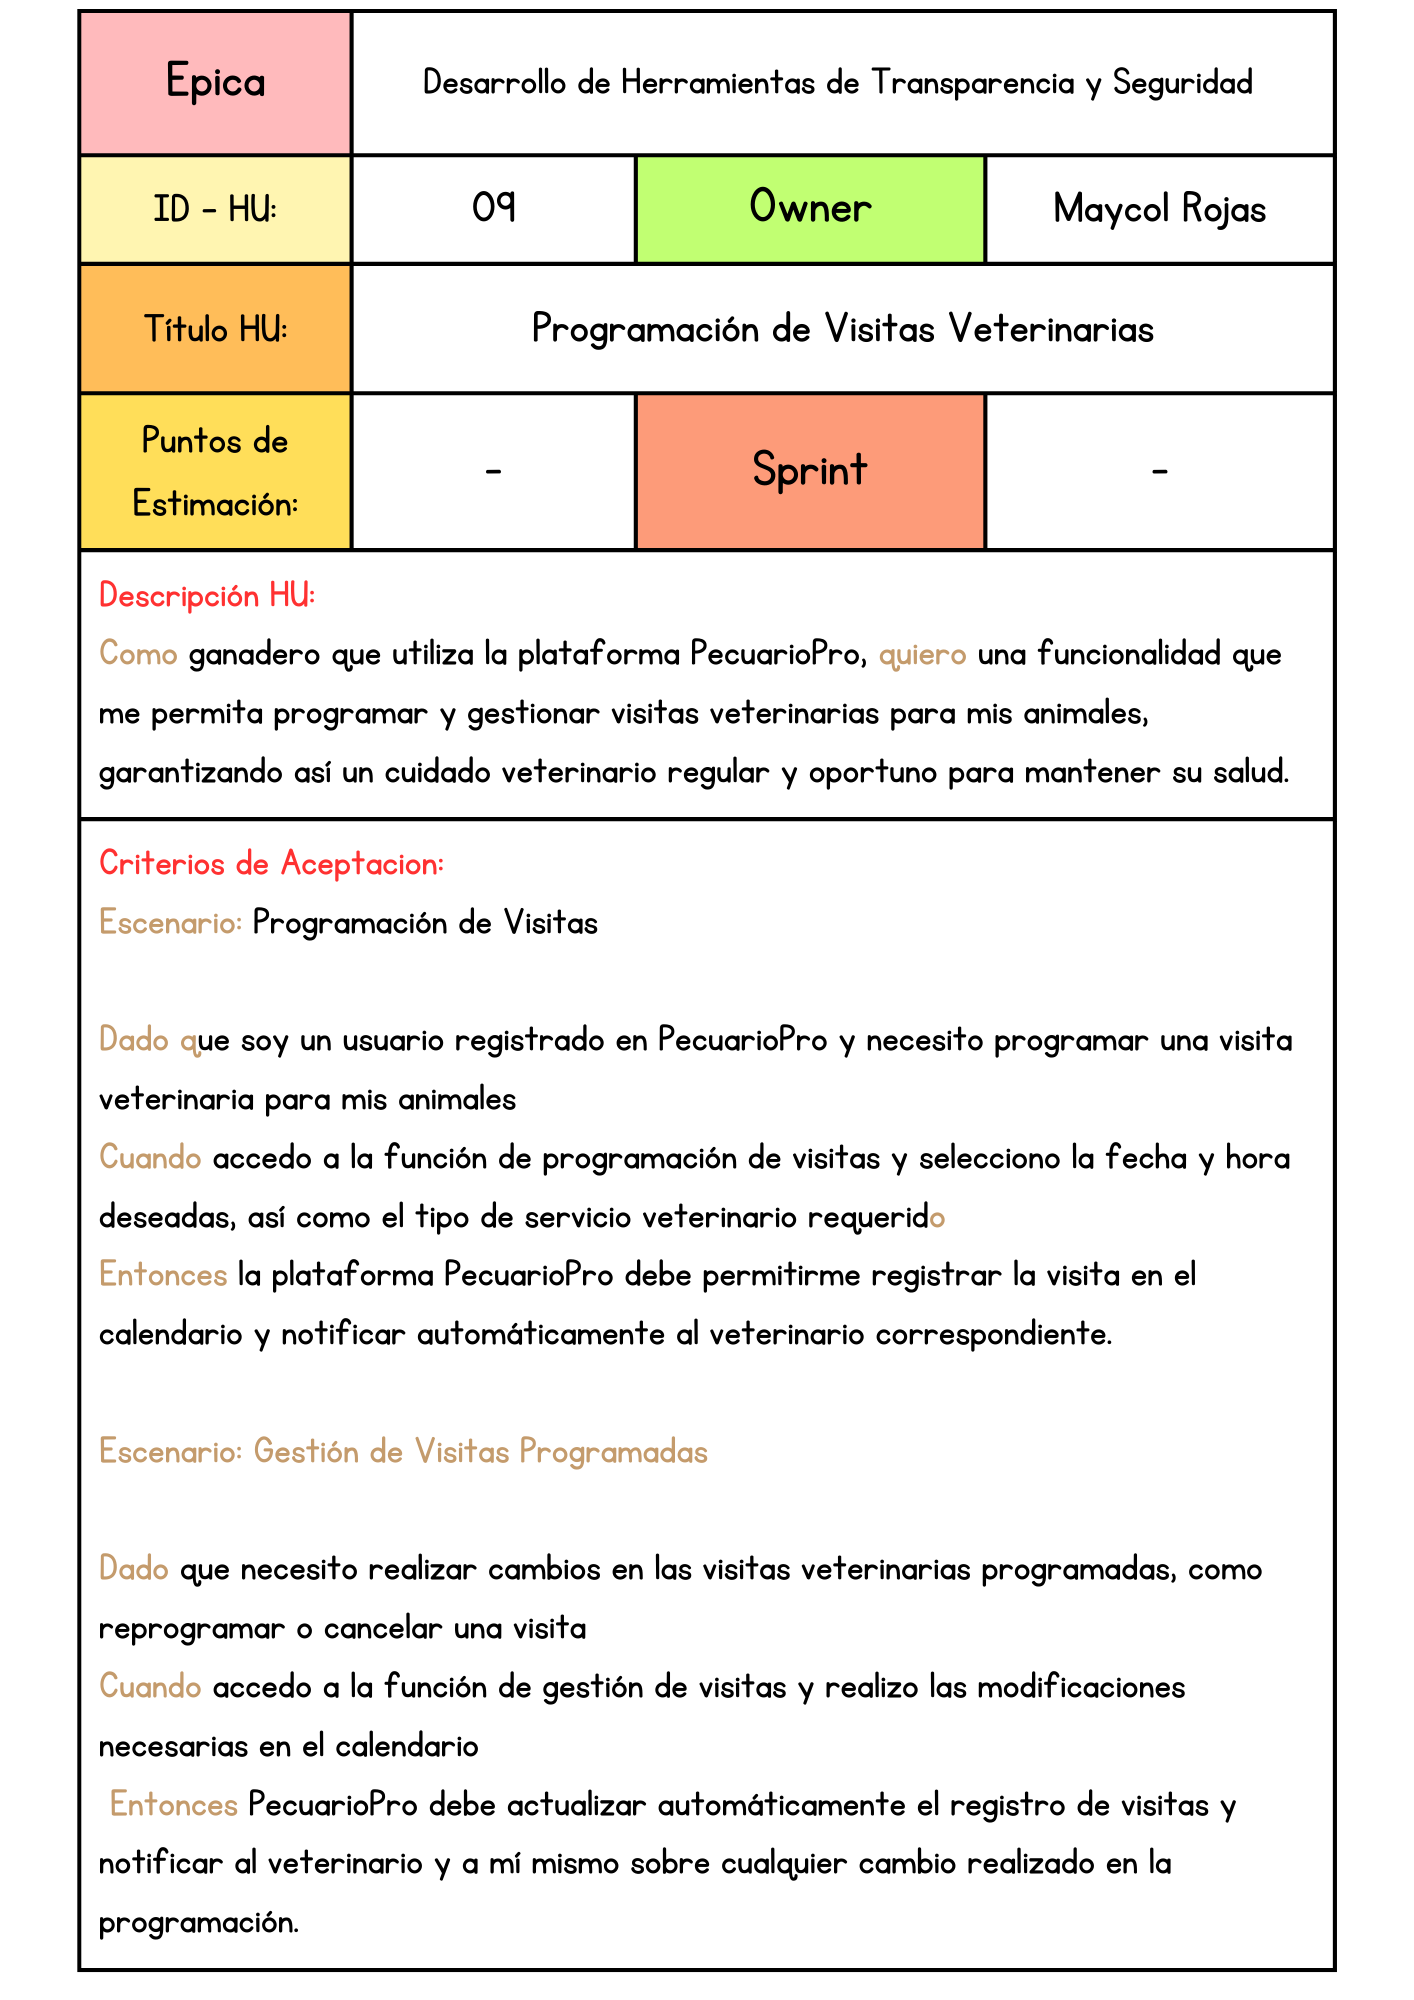 Epica
Desarrollo de Herramientas de Transparencia y Seguridad
ID - HU:
09
Owner
Maycol Rojas
Título HU:
Programación de Visitas Veterinarias
Puntos de
Estimación:
-
Sprint
-
Descripción HU:
Como ganadero que utiliza la plataforma PecuarioPro, quiero una funcionalidad que
me permita programar y gestionar visitas veterinarias para mis animales,
garantizando así un cuidado veterinario regular y oportuno para mantener su salud.
Criterios de Aceptacion:
Escenario: Programación de Visitas
Dado que soy un usuario registrado en PecuarioPro y necesito programar una visita
veterinaria para mis animales
Cuando accedo a la función de programación de visitas y selecciono la fecha y hora
deseadas, así como el tipo de servicio veterinario requerido
Entonces la plataforma PecuarioPro debe permitirme registrar la visita en el
calendario y notificar automáticamente al veterinario correspondiente.
Escenario: Gestión de Visitas Programadas
Dado que necesito realizar cambios en las visitas veterinarias programadas, como
reprogramar o cancelar una visita
Cuando accedo a la función de gestión de visitas y realizo las modificaciones
necesarias en el calendario
Entonces PecuarioPro debe actualizar automáticamente el registro de visitas y
notificar al veterinario y a mí mismo sobre cualquier cambio realizado en la
programación.